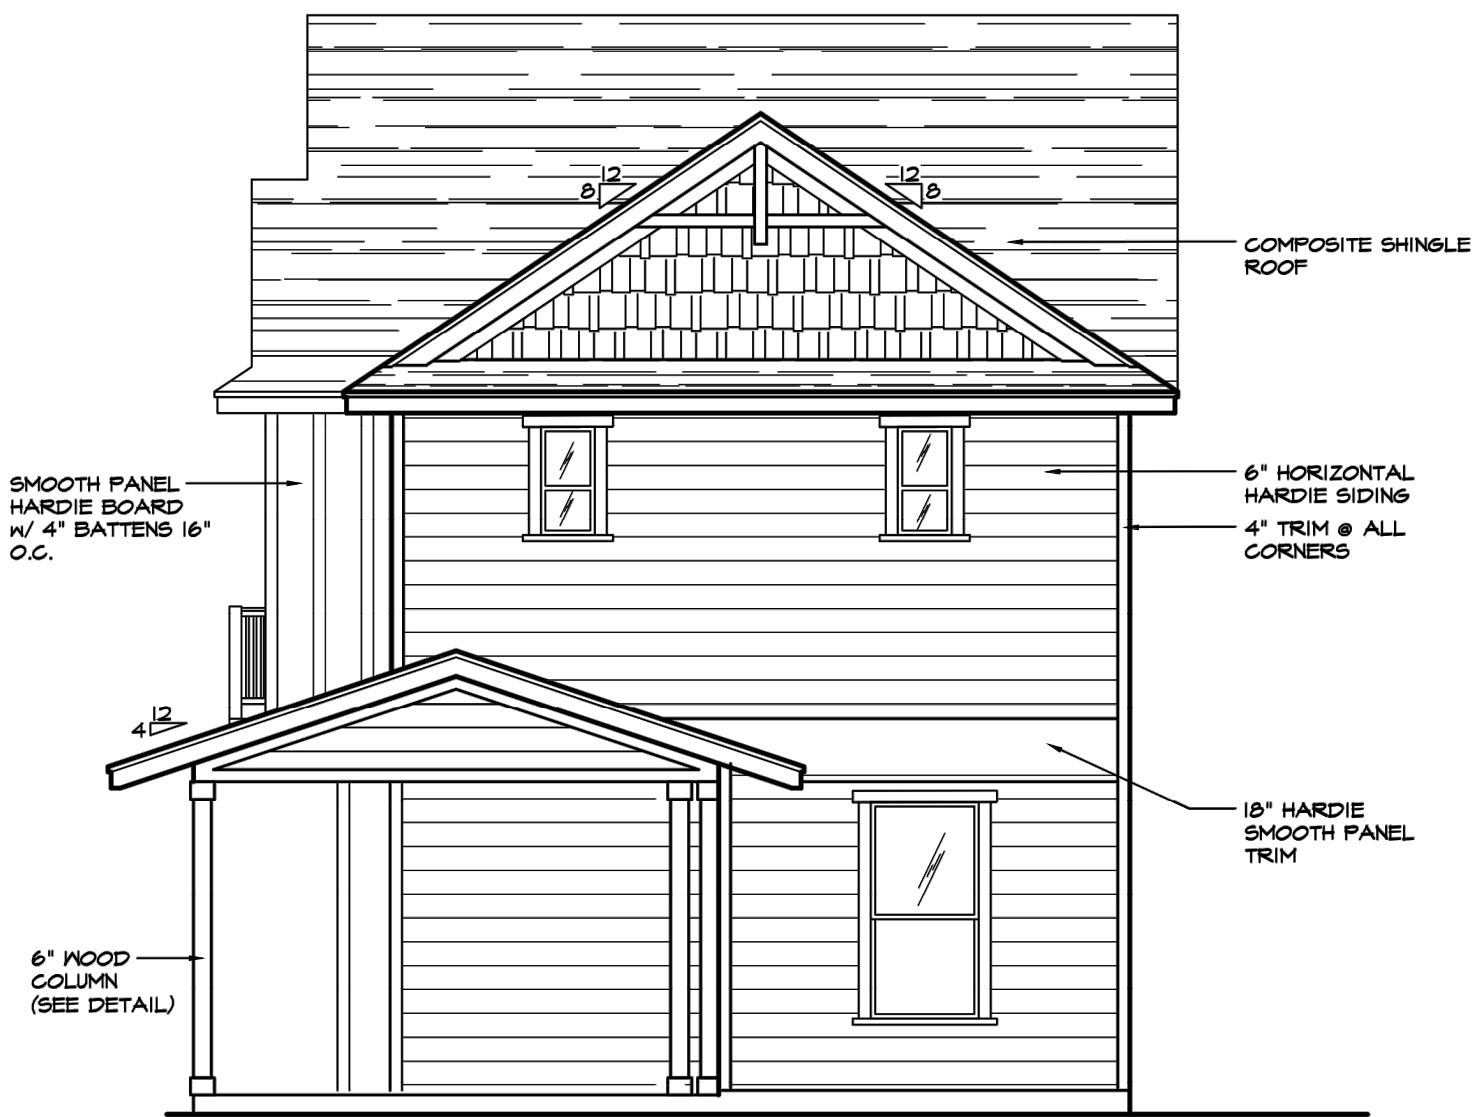 12
8
12
8
COMPOSITE SHINGLE
ROOF
SMOOTH PANEL
HARDIE BOARD
W/ 4" BATTENS 16"
O.C.
6" HORIZONTAL
HARDIE SIDING
4" TRIM @ ALL
CORNERS
12
4
18" HARDIE
SMOOTH PANEL
TRIM
6" WOOD
COLUMN
(SEE DETAIL)